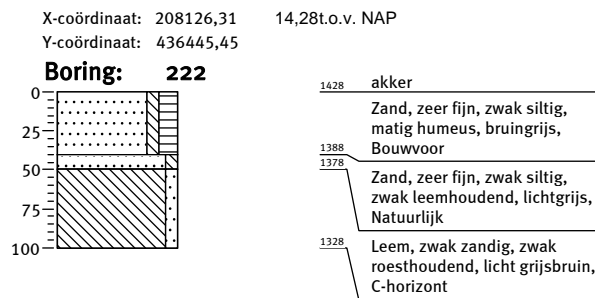 X-coördinaat: 208126,31 14,28t.o.v. NAP
Y-coördinaat: 436445,45
Boring: 222
0
25
50
75
100
1428 akker
Zand, zeer fijn, zwak siltig,
matig humeus, bruingrijs,
1388 Bouwvoor
1378
Zand, zeer fijn, zwak siltig,
zwak leemhoudend, lichtgrijs,
Natuurlijk
1328 Leem, zwak zandig, zwak
roesthoudend, licht grijsbruin,
C-horizont